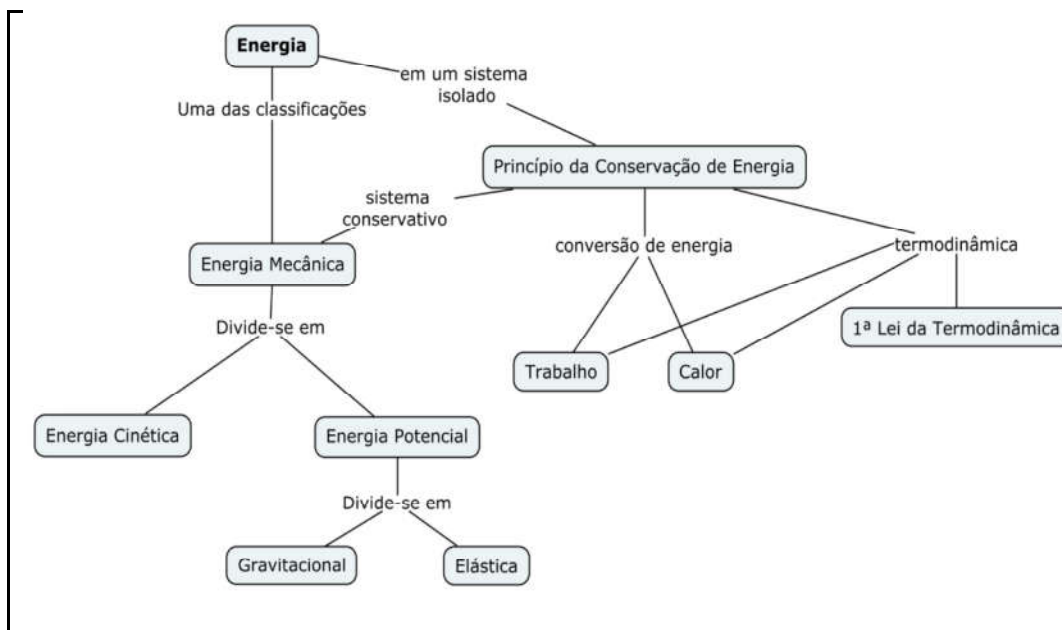 Energia
em um sistema
isolado
Uma das classificações
Princípio da Conservação de Energia
sistema
conservativo
conversão de energia
termodinâmica
Energia Mecânica
1ª Lei da Termodinâmica
Divide-se em
Trabalho
Calor
Energia Cinética
Energia Potencial
Divide-se em
Gravitacional
Elástica